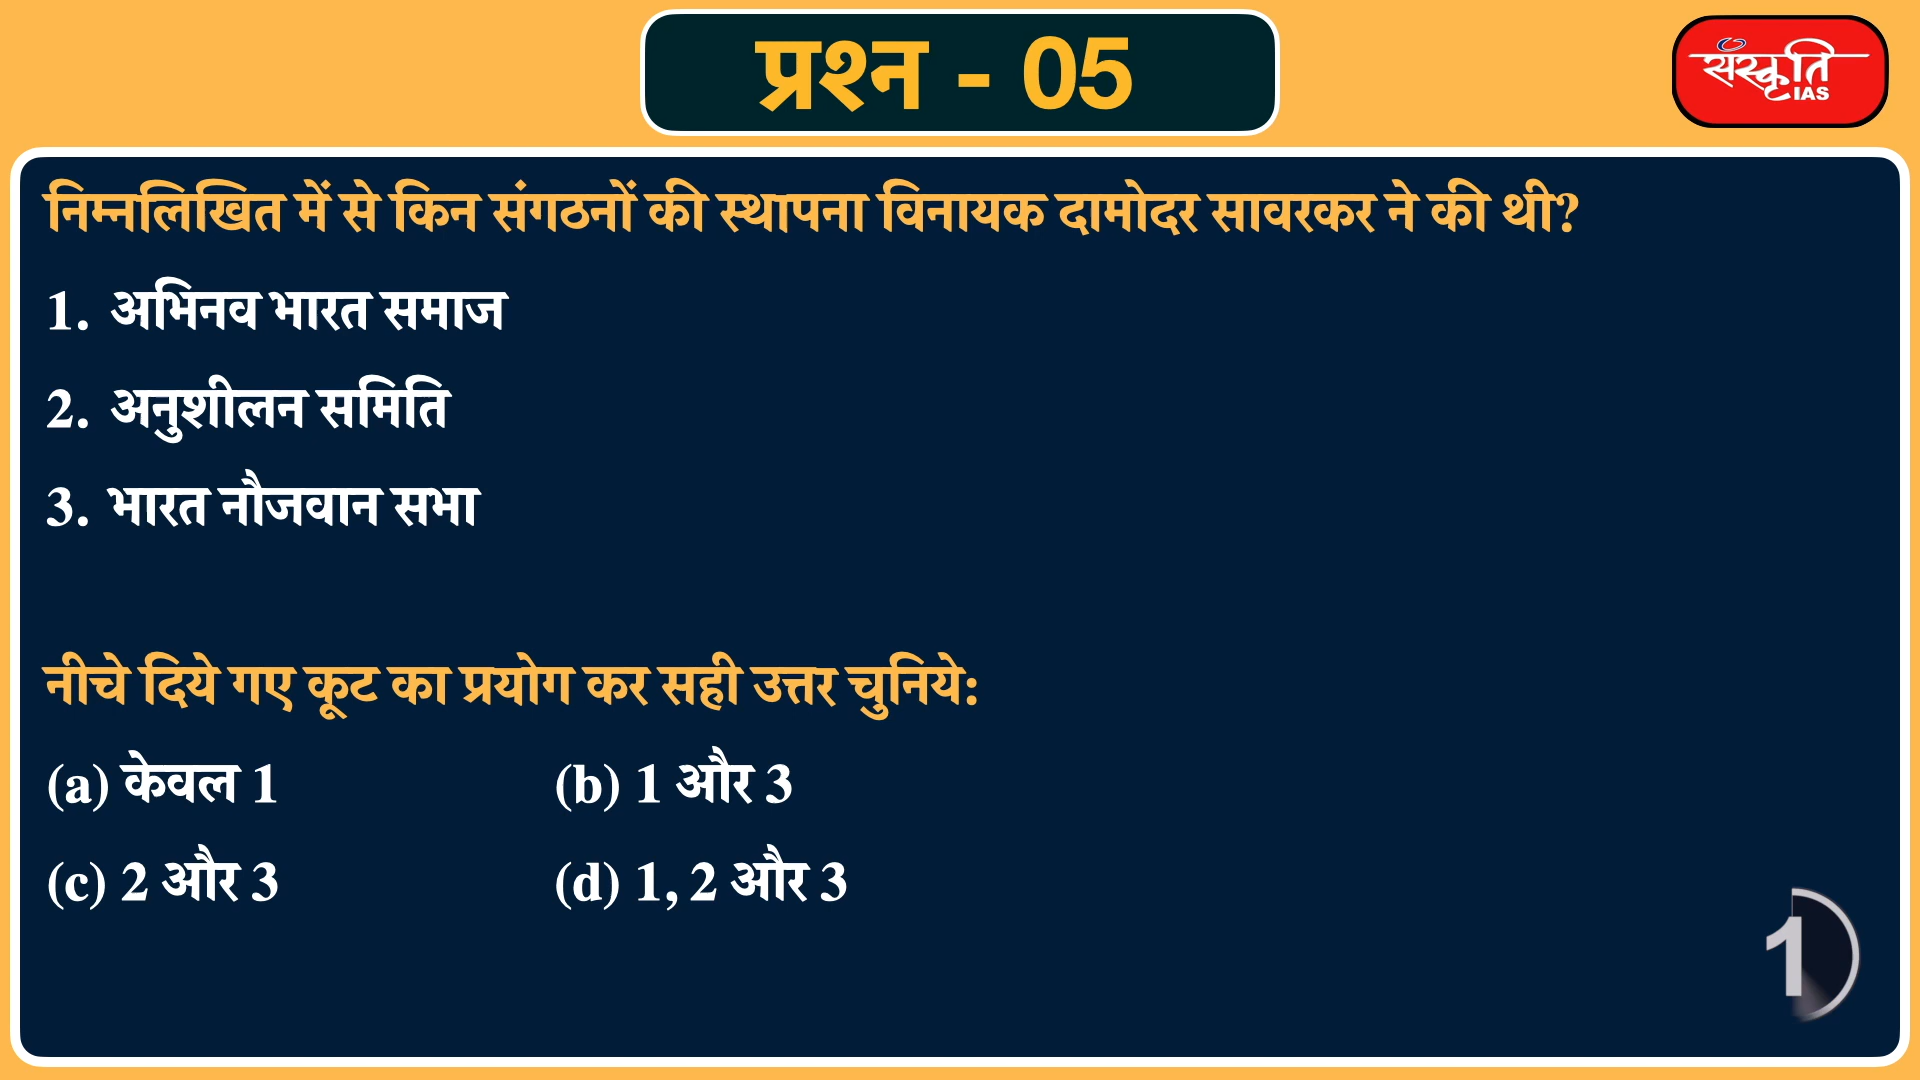 प्रश्न - 05
संस्कृति
IAS
निम्नलिखित में से किन संगठनों की स्थापना विनायक दामोदर सावरकर ने की थी?
1. अभिनव भारत समाज
2. अनुशीलन समिति
3. भारत नौजवान सभा
नीचे दिये गए कूट का प्रयोग कर सही उत्तर चुनिये:
(a) केवल 1 (b) 1 और 3
(c) 2 और 3 (d) 1, 2 और 3
1